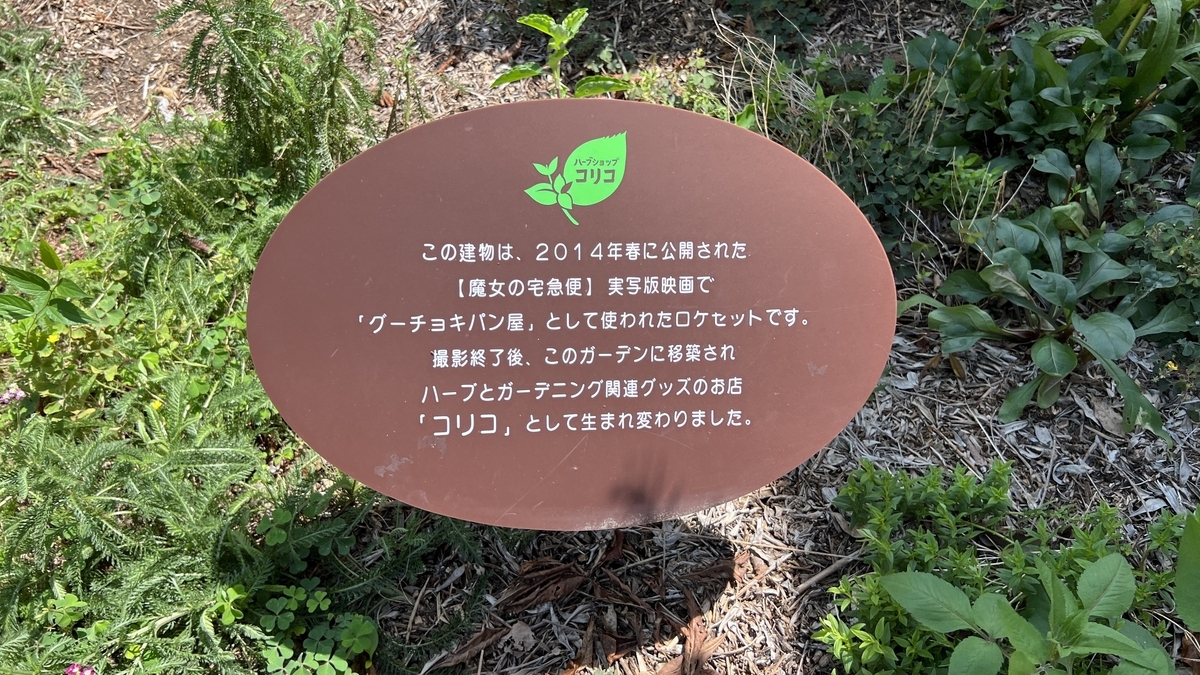 ハーブショップ
コリコ
この建物は、2014年春に公開された
【魔女の宅急便】実写版映画で
「グーチョキパン屋」として使われたロケセットです。
撮影終了後、このガーデンに移築され
ハーブとガーデニング関連グッズのお店
「コリコ」として生まれ変わりました。